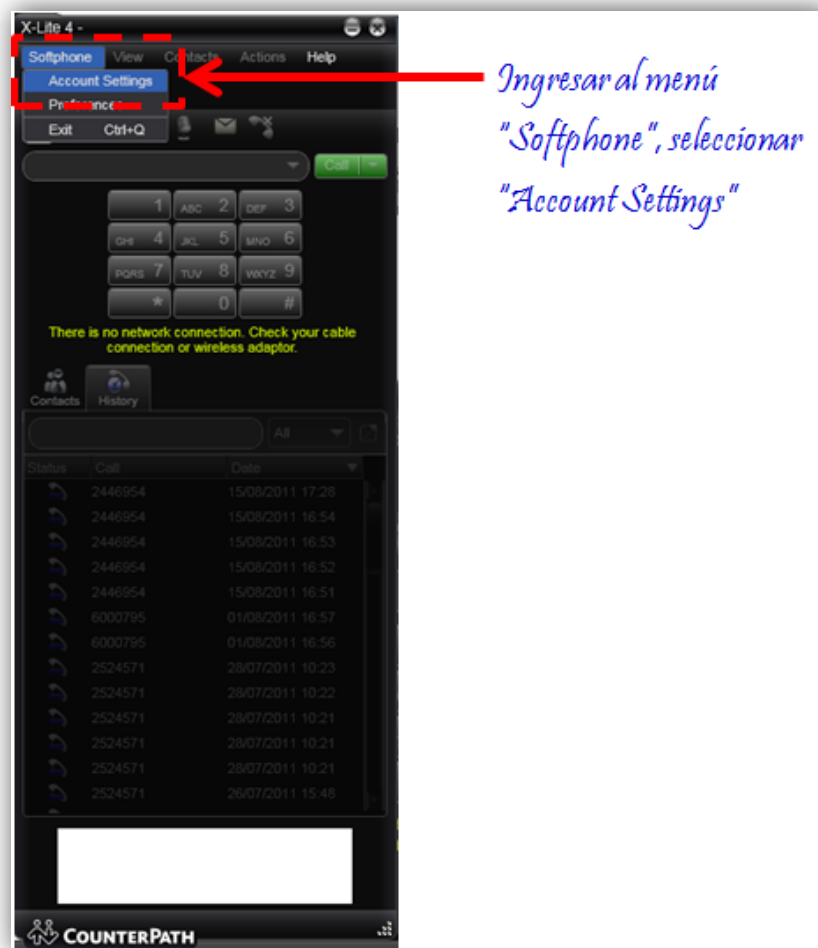 X-Lite 4 -
Softphone View Contacts Actions Help
Account Settings
Preferences
Exit Ctrl+Q
Call
1 ABC 2 DEF 3
GHI 4 JKL 5 MNO 6
PQRS 7 TUV 8 WXYZ 9
* 0 #
There is no network connection. Check your cable
connection or wireless adaptor.
Contacts History
All
Status Call Date
2446954 15/08/2011 17:28
2446954 15/08/2011 16:54
2446954 15/08/2011 16:53
2446954 15/08/2011 16:52
2446954 15/08/2011 16:51
6000795 01/08/2011 16:57
6000795 01/08/2011 16:56
2524571 28/07/2011 10:23
2524571 28/07/2011 10:22
2524571 28/07/2011 10:21
2524571 28/07/2011 10:21
2524571 28/07/2011 10:21
2524571 26/07/2011 15:48
COUNTERPATH
Ingresar al menú
"Softphone", seleccionar
"Account Settings"